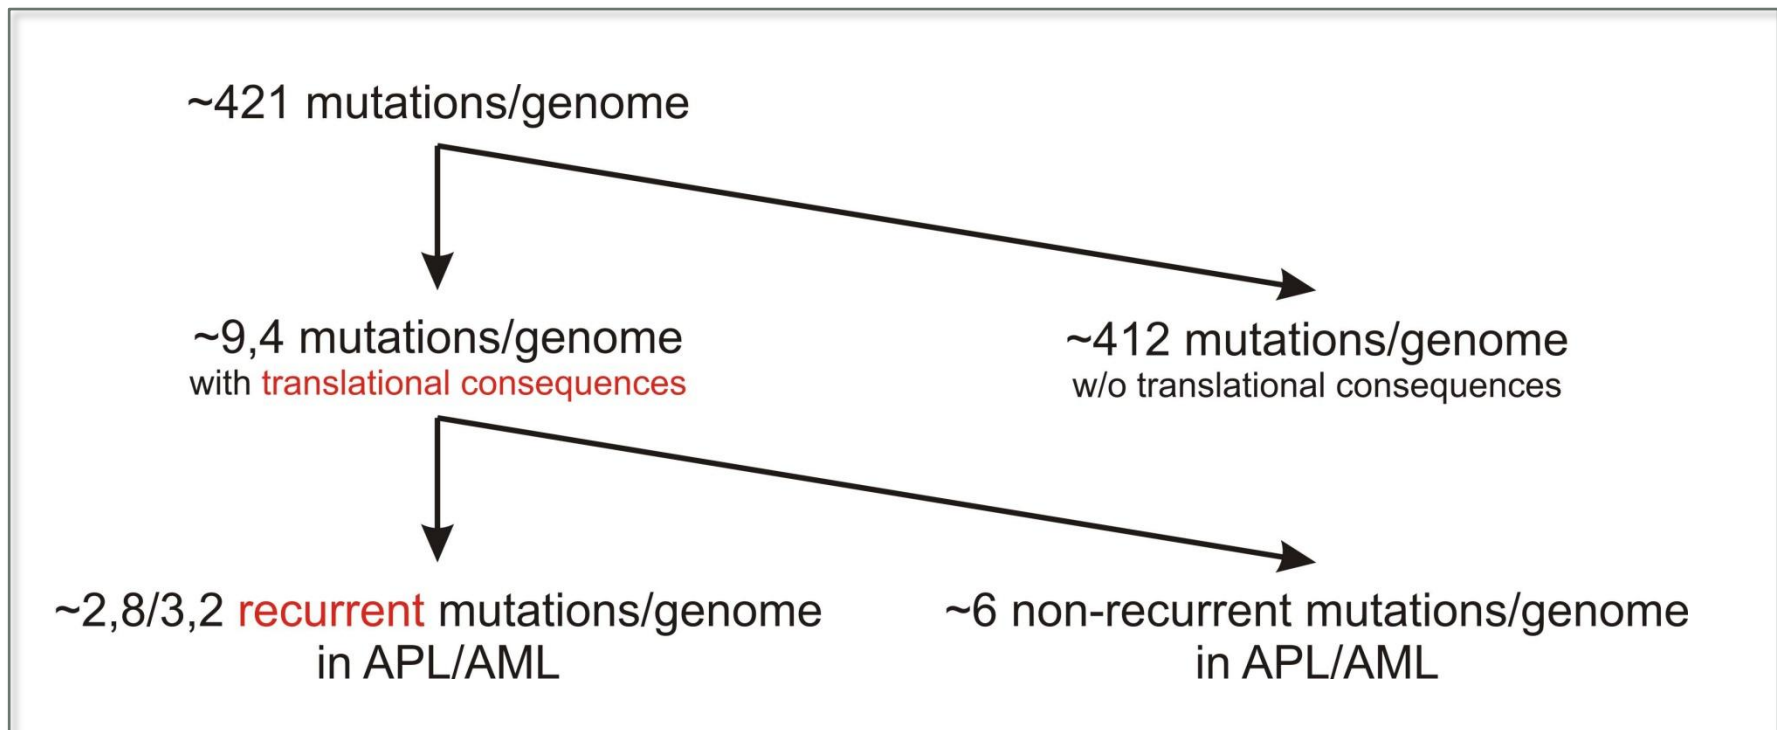 ~421 mutations/genome
~9,4 mutations/genome
with translational consequences
~412 mutations/genome
w/o translational consequences
~2,8/3,2 recurrent mutations/genome
in APL/AML
~6 non-recurrent mutations/genome
in APL/AML